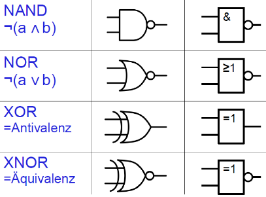 NAND
¬(a ∧ b)
&
NOR
¬(a ∨ b)
≥1
XOR
=Antivalenz
=1
XNOR
=Äquivalenz
=1